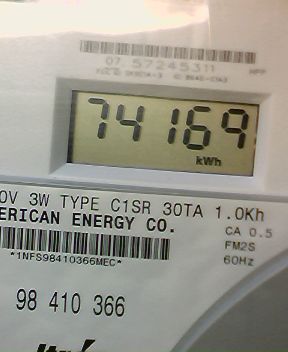 07 57245311
74169
kWh
0V 3W TYPE C1SR 30TA 1.0Kh
ERICAN ENERGY CO.
CA 0.5
FM2S
*1NFS98410366MEC*
60Hz
98 410 366